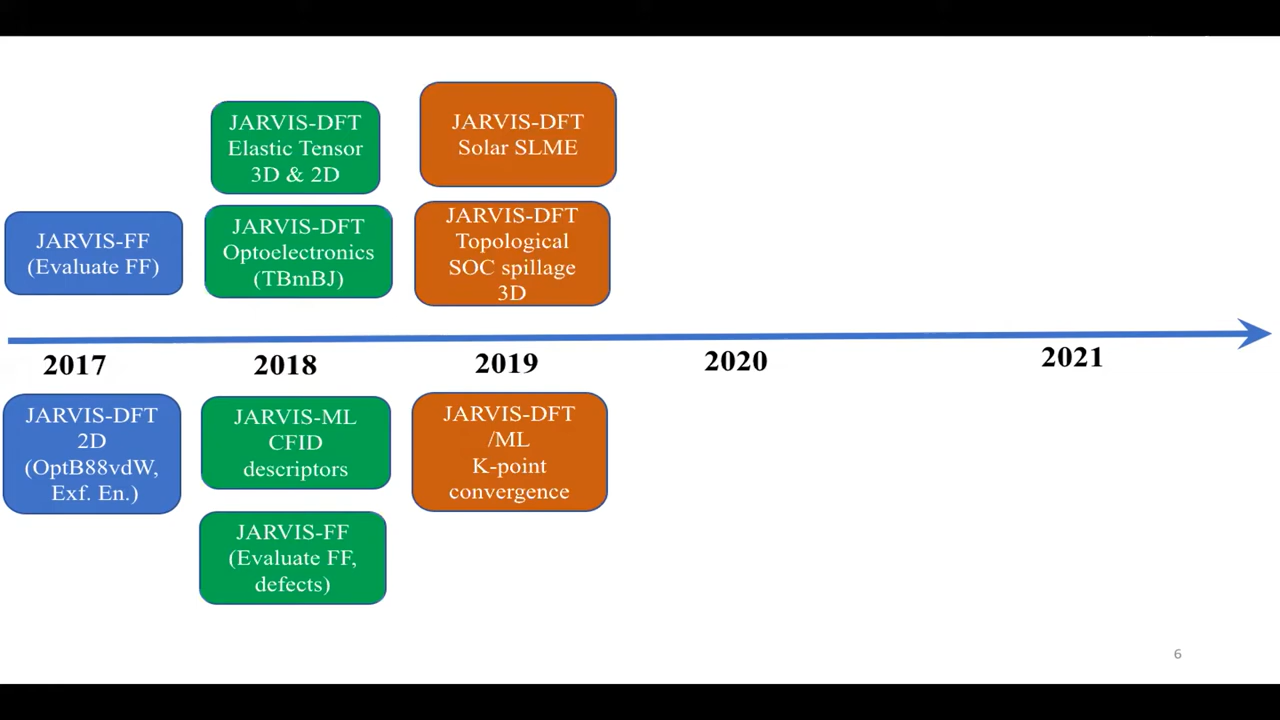 JARVIS-FF
(Evaluate FF)
JARVIS-DFT
Elastic Tensor
3D & 2D
JARVIS-DFT
Optoelectronics
(TBmBJ)
JARVIS-DFT
Solar SLME
JARVIS-DFT
Topological
SOC spillage
3D
2017
2018
2019
2020
2021
JARVIS-DFT
2D
(OptB88vdW,
Exf. En.)
JARVIS-ML
CFID
descriptors
JARVIS-FF
(Evaluate FF,
defects)
JARVIS-DFT
/ML
K-point
convergence
6